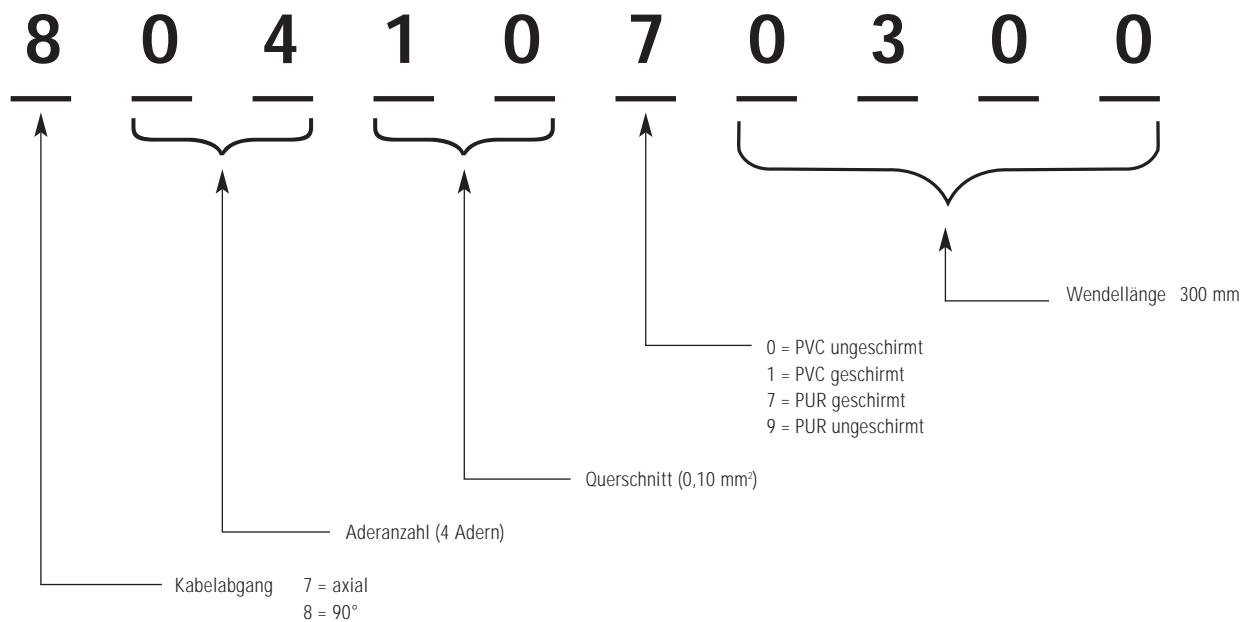 8 0 4 1 0 7 0 3 0 0
Wendellänge 300 mm
0 = PVC ungeschirmt
1 = PVC geschirmt
7 = PUR geschirmt
9 = PUR ungeschirmt
Querschnitt (0,10 mm²)
Aderanzahl (4 Adern)
Kabelabgang 7 = axial
8 = 90°